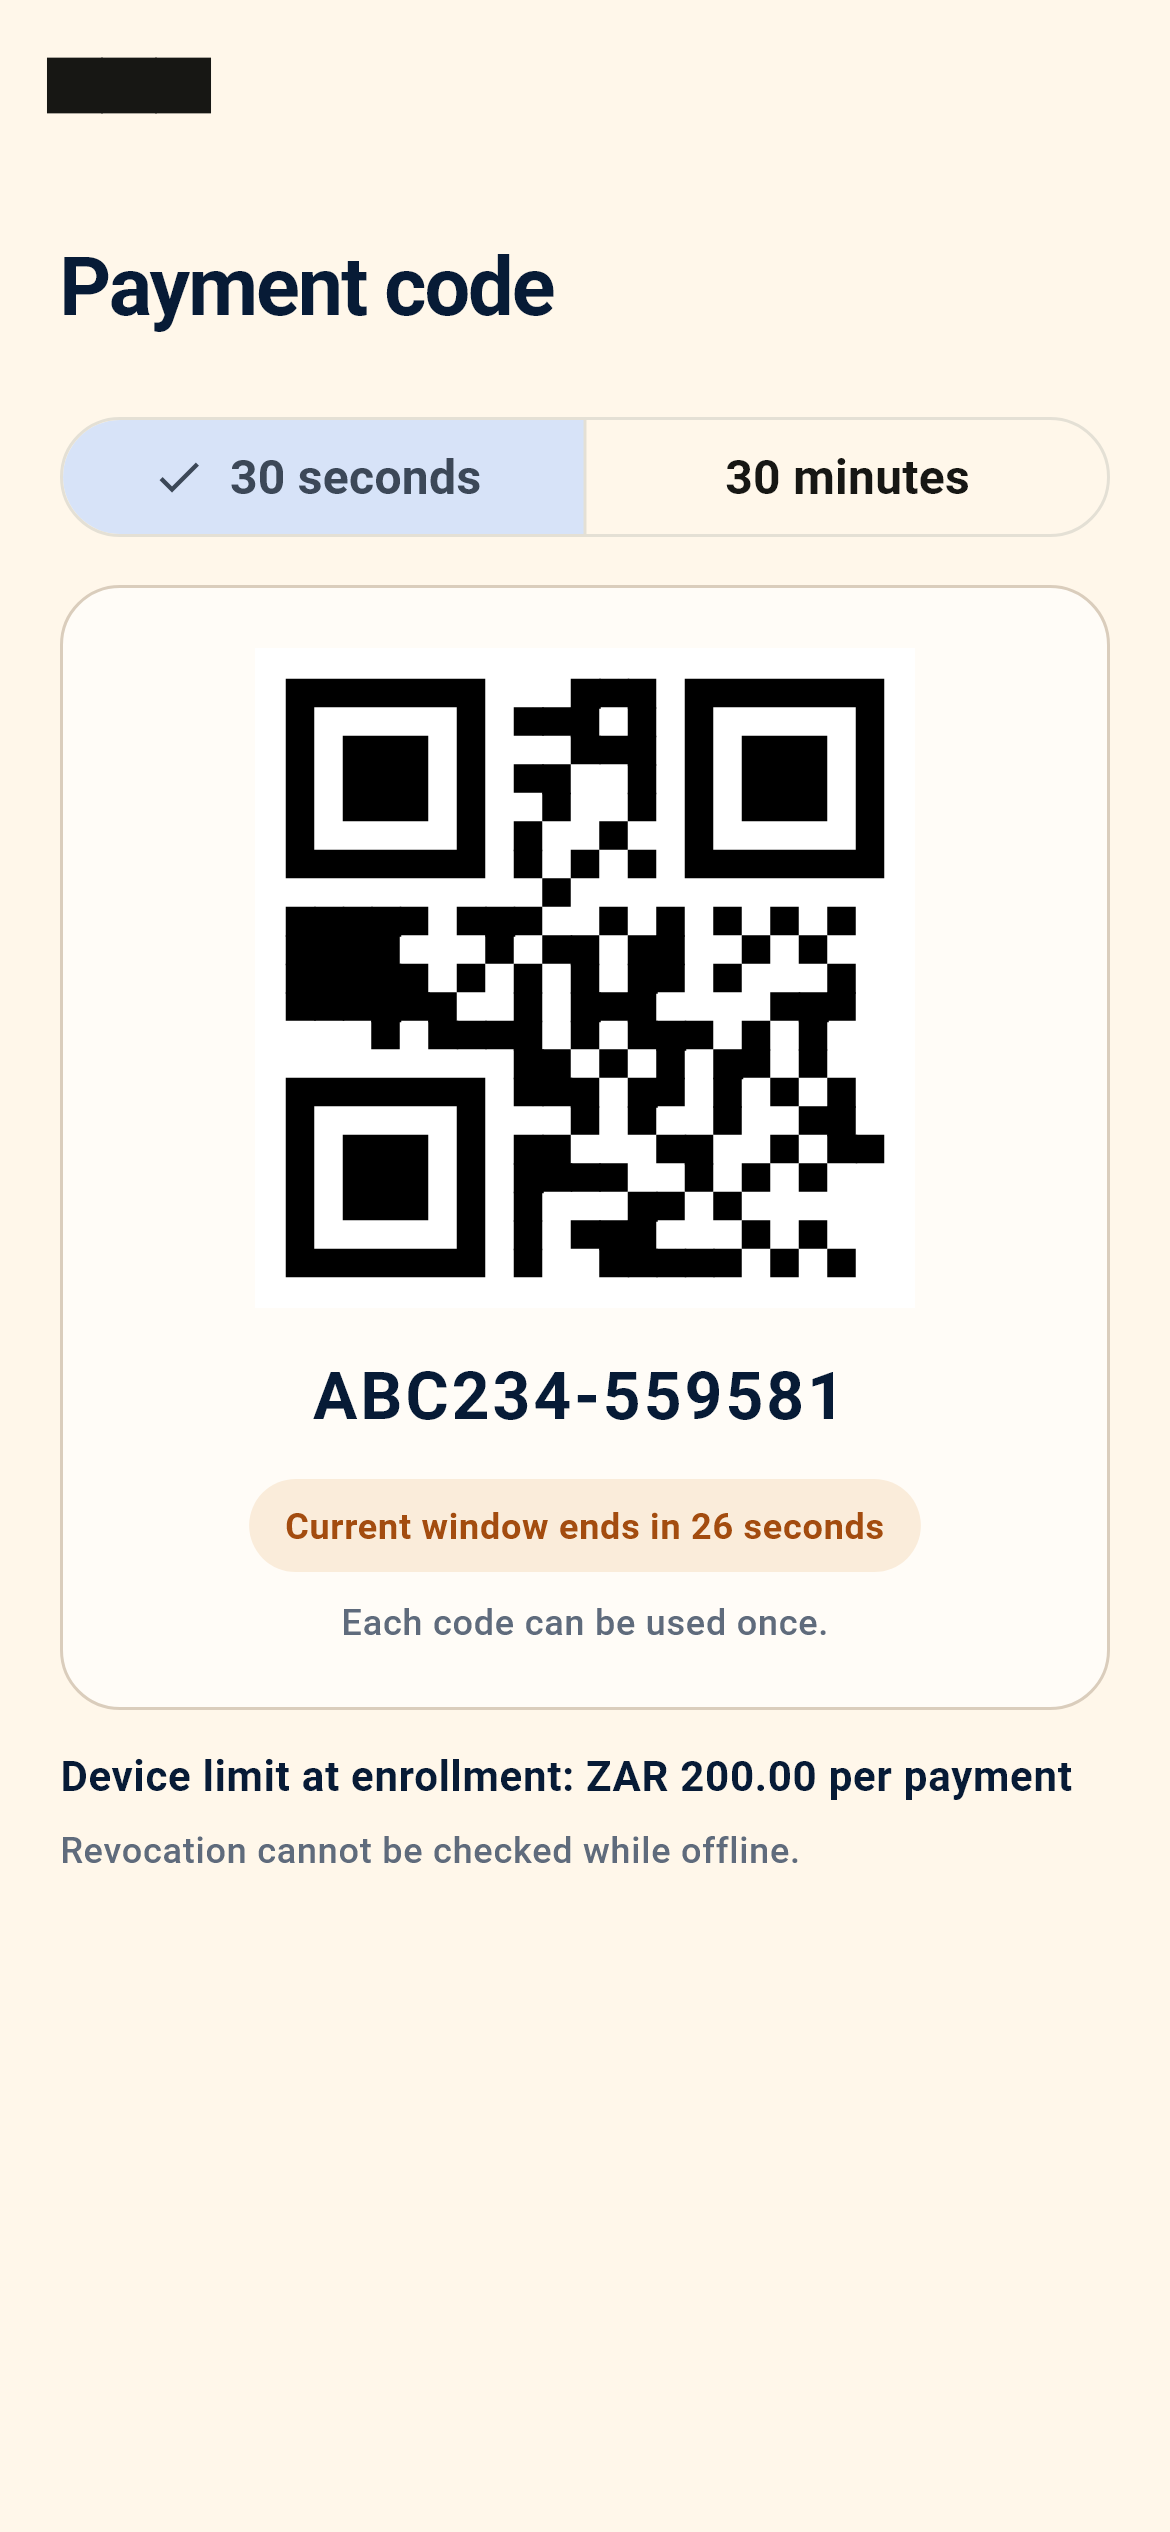 Payment code
30 seconds
30 minutes
ABC234-559581
Current window ends in 26 seconds
Each code can be used once.
Device limit at enrollment: ZAR 200.00 per payment
Revocation cannot be checked while offline.